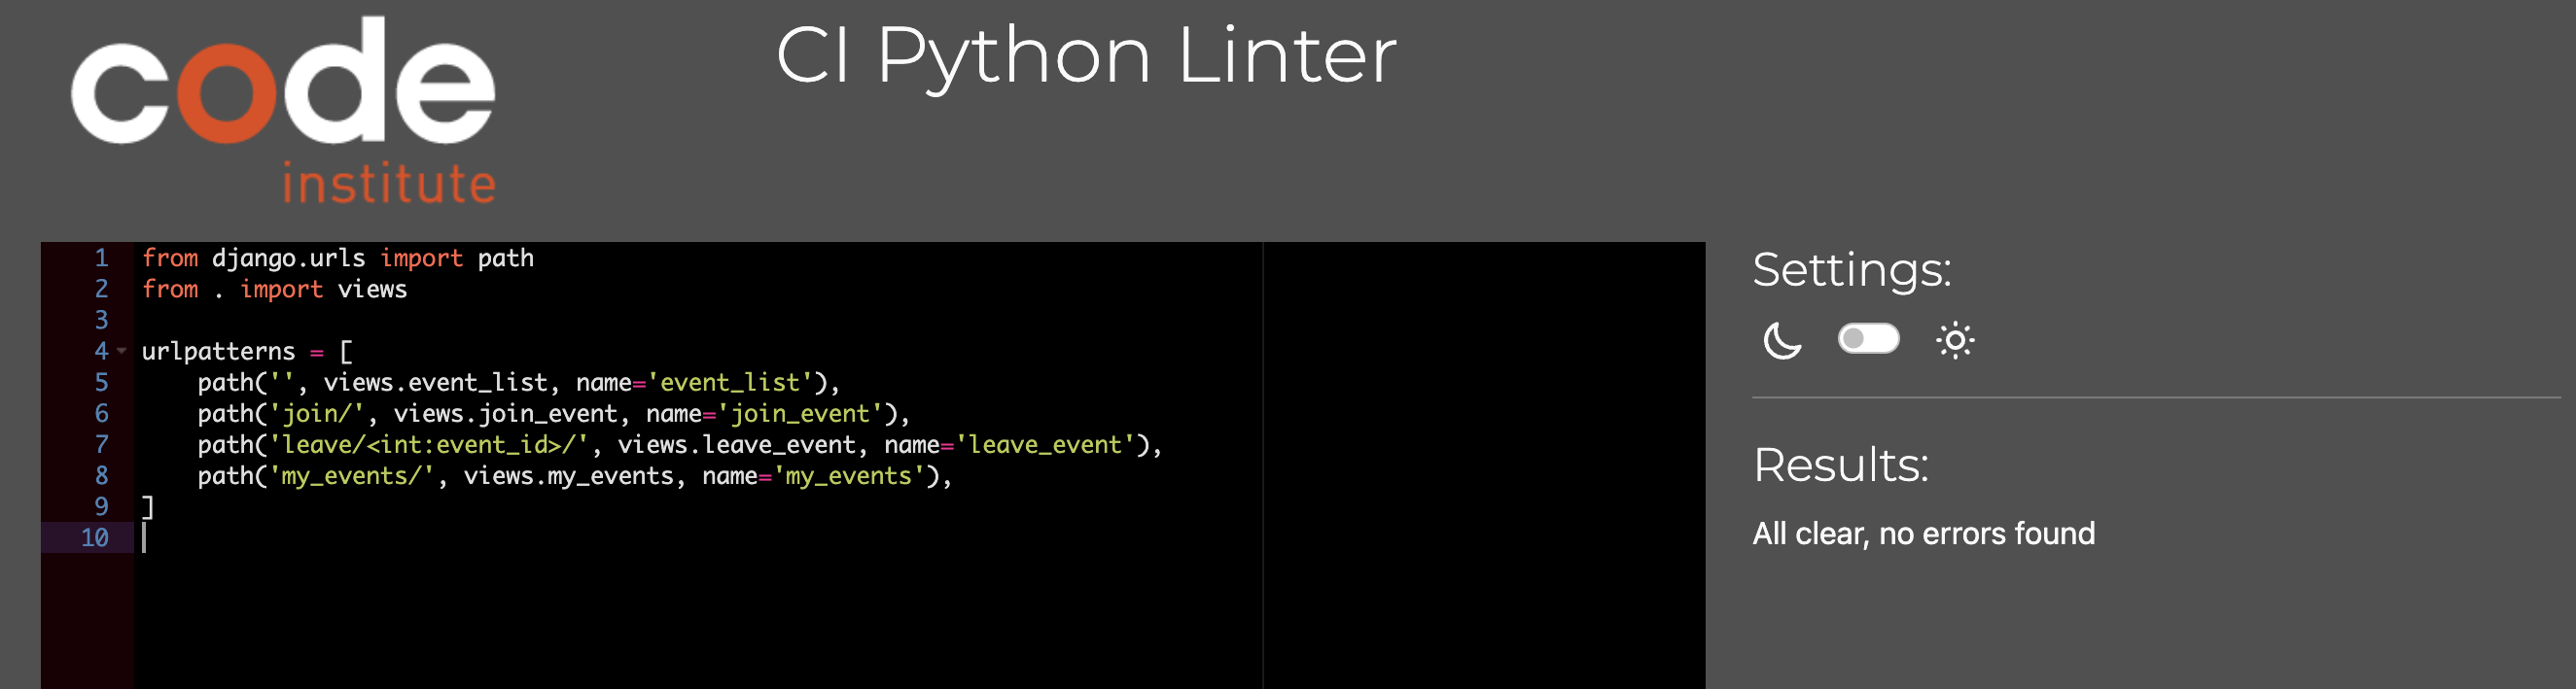 code
institute
CI Python Linter
1 from django.urls import path
2 from . import views
3
4 urlpatterns = [
5     path('', views.event_list, name='event_list'),
6     path('join/', views.join_event, name='join_event'),
7     path('leave/<int:event_id>/', views.leave_event, name='leave_event'),
8     path('my_events/', views.my_events, name='my_events'),
9 ]
10
Settings:
Results:
All clear, no errors found